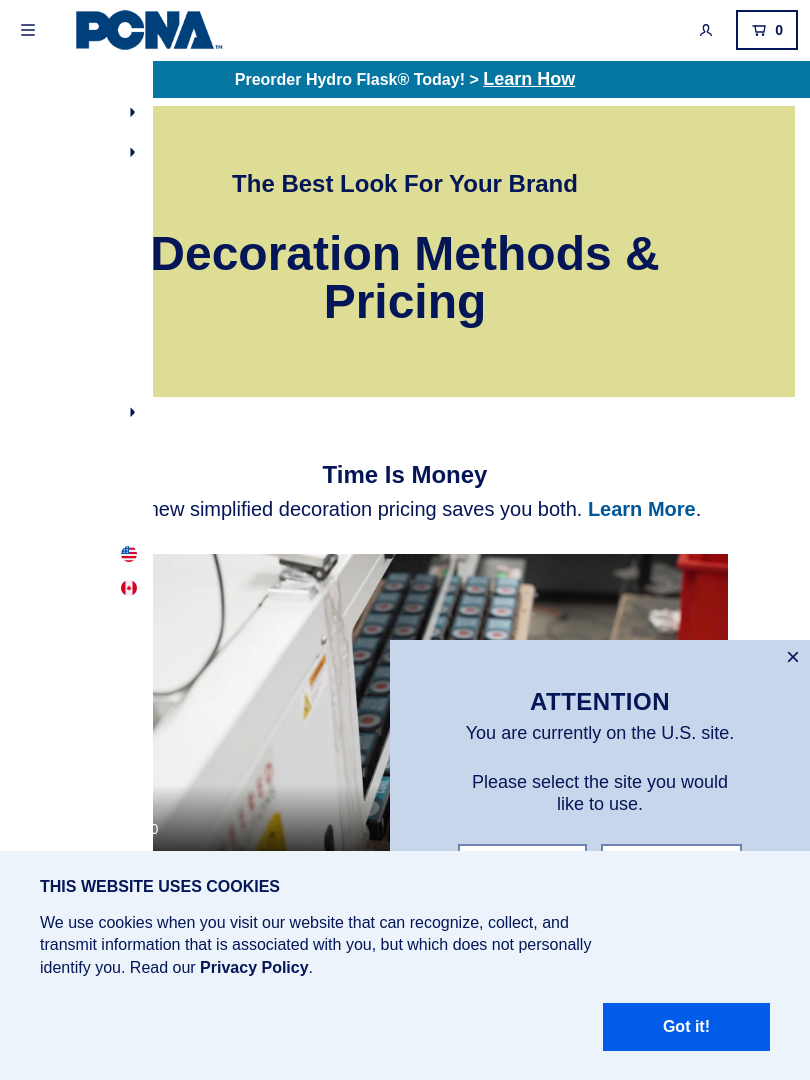 PCNA™
0
Preorder Hydro Flask® Today! > Learn How
The Best Look For Your Brand
Decoration Methods &
Pricing
Time Is Money
new simplified decoration pricing saves you both. Learn More.
×
ATTENTION
You are currently on the U.S. site.
Please select the site you would
like to use.
THIS WEBSITE USES COOKIES
We use cookies when you visit our website that can recognize, collect, and
transmit information that is associated with you, but which does not personally
identify you. Read our Privacy Policy.
Got it!